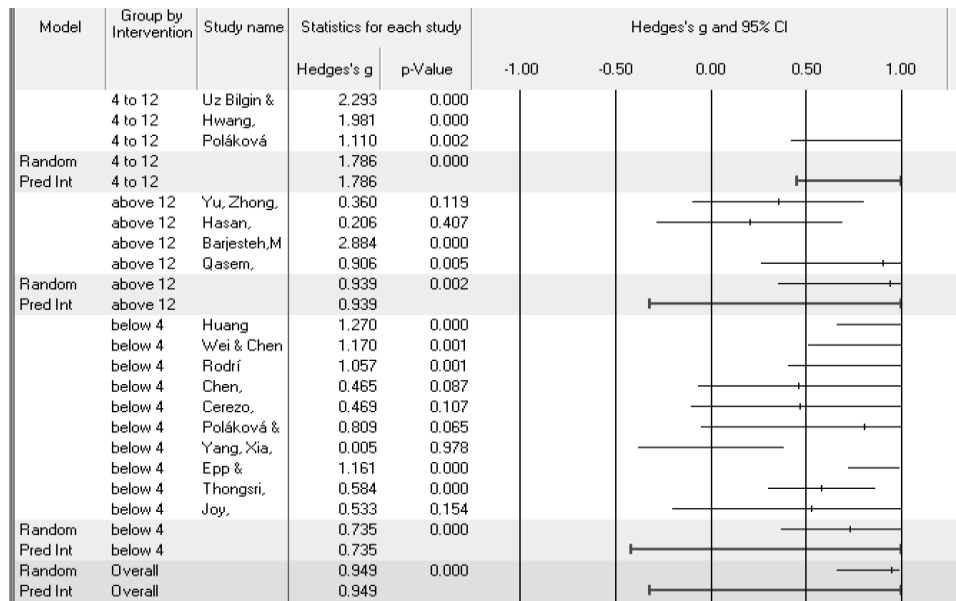 Model Group by Intervention Study name Statistics for each study Hedges's g and 95% CI
Hedges's g p-Value -1.00 -0.50 0.00 0.50 1.00
4 to 12 Uz Bilgin & 2.293 0.000
4 to 12 Hwang, 1.981 0.000
4 to 12 Poláková 1.110 0.002
Random 4 to 12 1.786 0.000
Pred Int 4 to 12 1.786
above 12 Yu, Zhong, 0.360 0.119
above 12 Hasan, 0.206 0.407
above 12 Barjesteh,M 2.884 0.000
above 12 Qasem, 0.906 0.005
Random above 12 0.939 0.002
Pred Int above 12 0.939
below 4 Huang 1.270 0.000
below 4 Wei & Chen 1.170 0.001
below 4 Rodrí 1.057 0.001
below 4 Chen, 0.465 0.087
below 4 Cerezo, 0.469 0.107
below 4 Poláková & 0.809 0.065
below 4 Yang, Xia, 0.005 0.978
below 4 Epp & 1.161 0.000
below 4 Thongsri, 0.584 0.000
below 4 Joy, 0.533 0.154
Random below 4 0.735 0.000
Pred Int below 4 0.735
Random Overall 0.949 0.000
Pred Int Overall 0.949